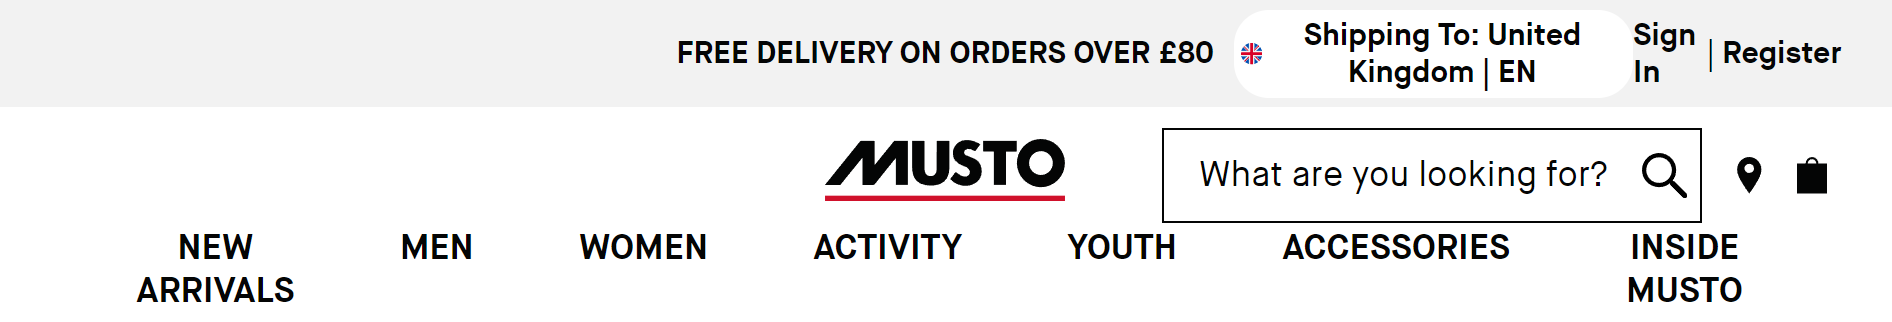 FREE DELIVERY ON ORDERS OVER £80
Shipping To: United
Kingdom | EN
Sign
In
| Register
MUSTO
What are you looking for?
NEW
ARRIVALS
MEN
WOMEN
ACTIVITY
YOUTH
ACCESSORIES
INSIDE
MUSTO